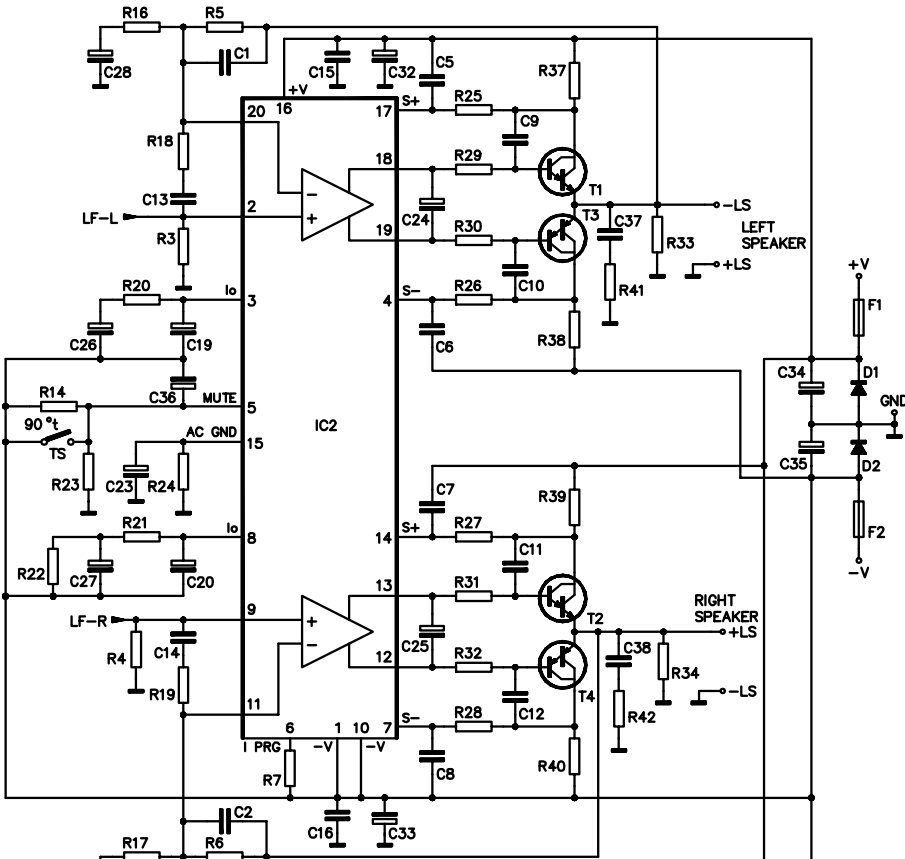 R16 R5
C28 C1 C15 C32 C5 R37
+V
16
20 17 S+ R25
C9
R18 18 R29
T1
C13
2 C24 T3
LF-L -LS
19 R30 C37 R33 LEFT
SPEAKER
R3 C10 +LS
R20 Io 3 S- 4 R26 R41 +V
F1
C26 C19 C6 R38
C36 C34 D1
R14 MUTE 5 GND
90°t IC2
TS AC GND 15
R23 C23 R24 C7 R39 C35 D2
R21 Io 8 14 S+ R27 F2
R22 C27 C20 C11 -V
13 R31
LF-R 9 T2 RIGHT
SPEAKER
+LS
R4 C14 C25 C38
12 R32 R34
R19 T4 -LS
11 C12 R42
6 1 10 7 S- R28
I PRG -V -V
R7 C8 R40
C2 C16 C33
R17 R6